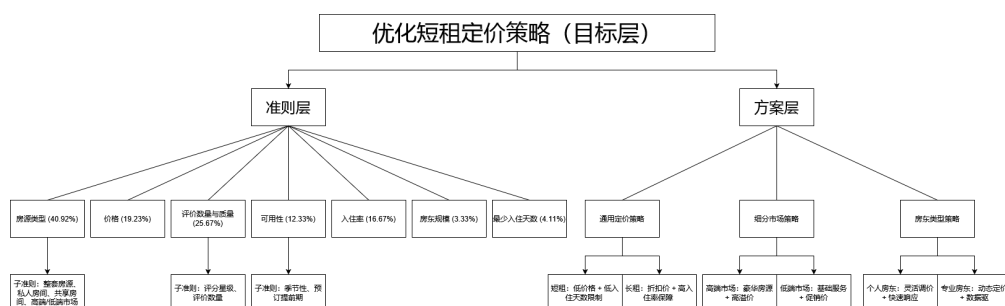 优化短租定价策略（目标层）
准则层
方案层
房源类型 (40.92%)
价格 (19.23%)
评价数量与质量
(25.67%)
可用性 (12.33%)
入住率 (16.67%)
房东规模 (3.33%)
最少入住天数 (4.11%)
通用定价策略
细分市场策略
房东类型策略
子准则：整套房源、
私人房间、共享房
间、高端/低端市场
子准则：评分星级、
评价数量
子准则：季节性、预
订提前期
短租：低价格 + 低入
住天数限制
长租：折扣价 + 高入
住率保障
高端市场：豪华房源
+ 高溢价
低端市场：基础服务
+ 促销价
个人房东：灵活调价
+ 快速响应
专业房东：动态定价
+ 数据驱